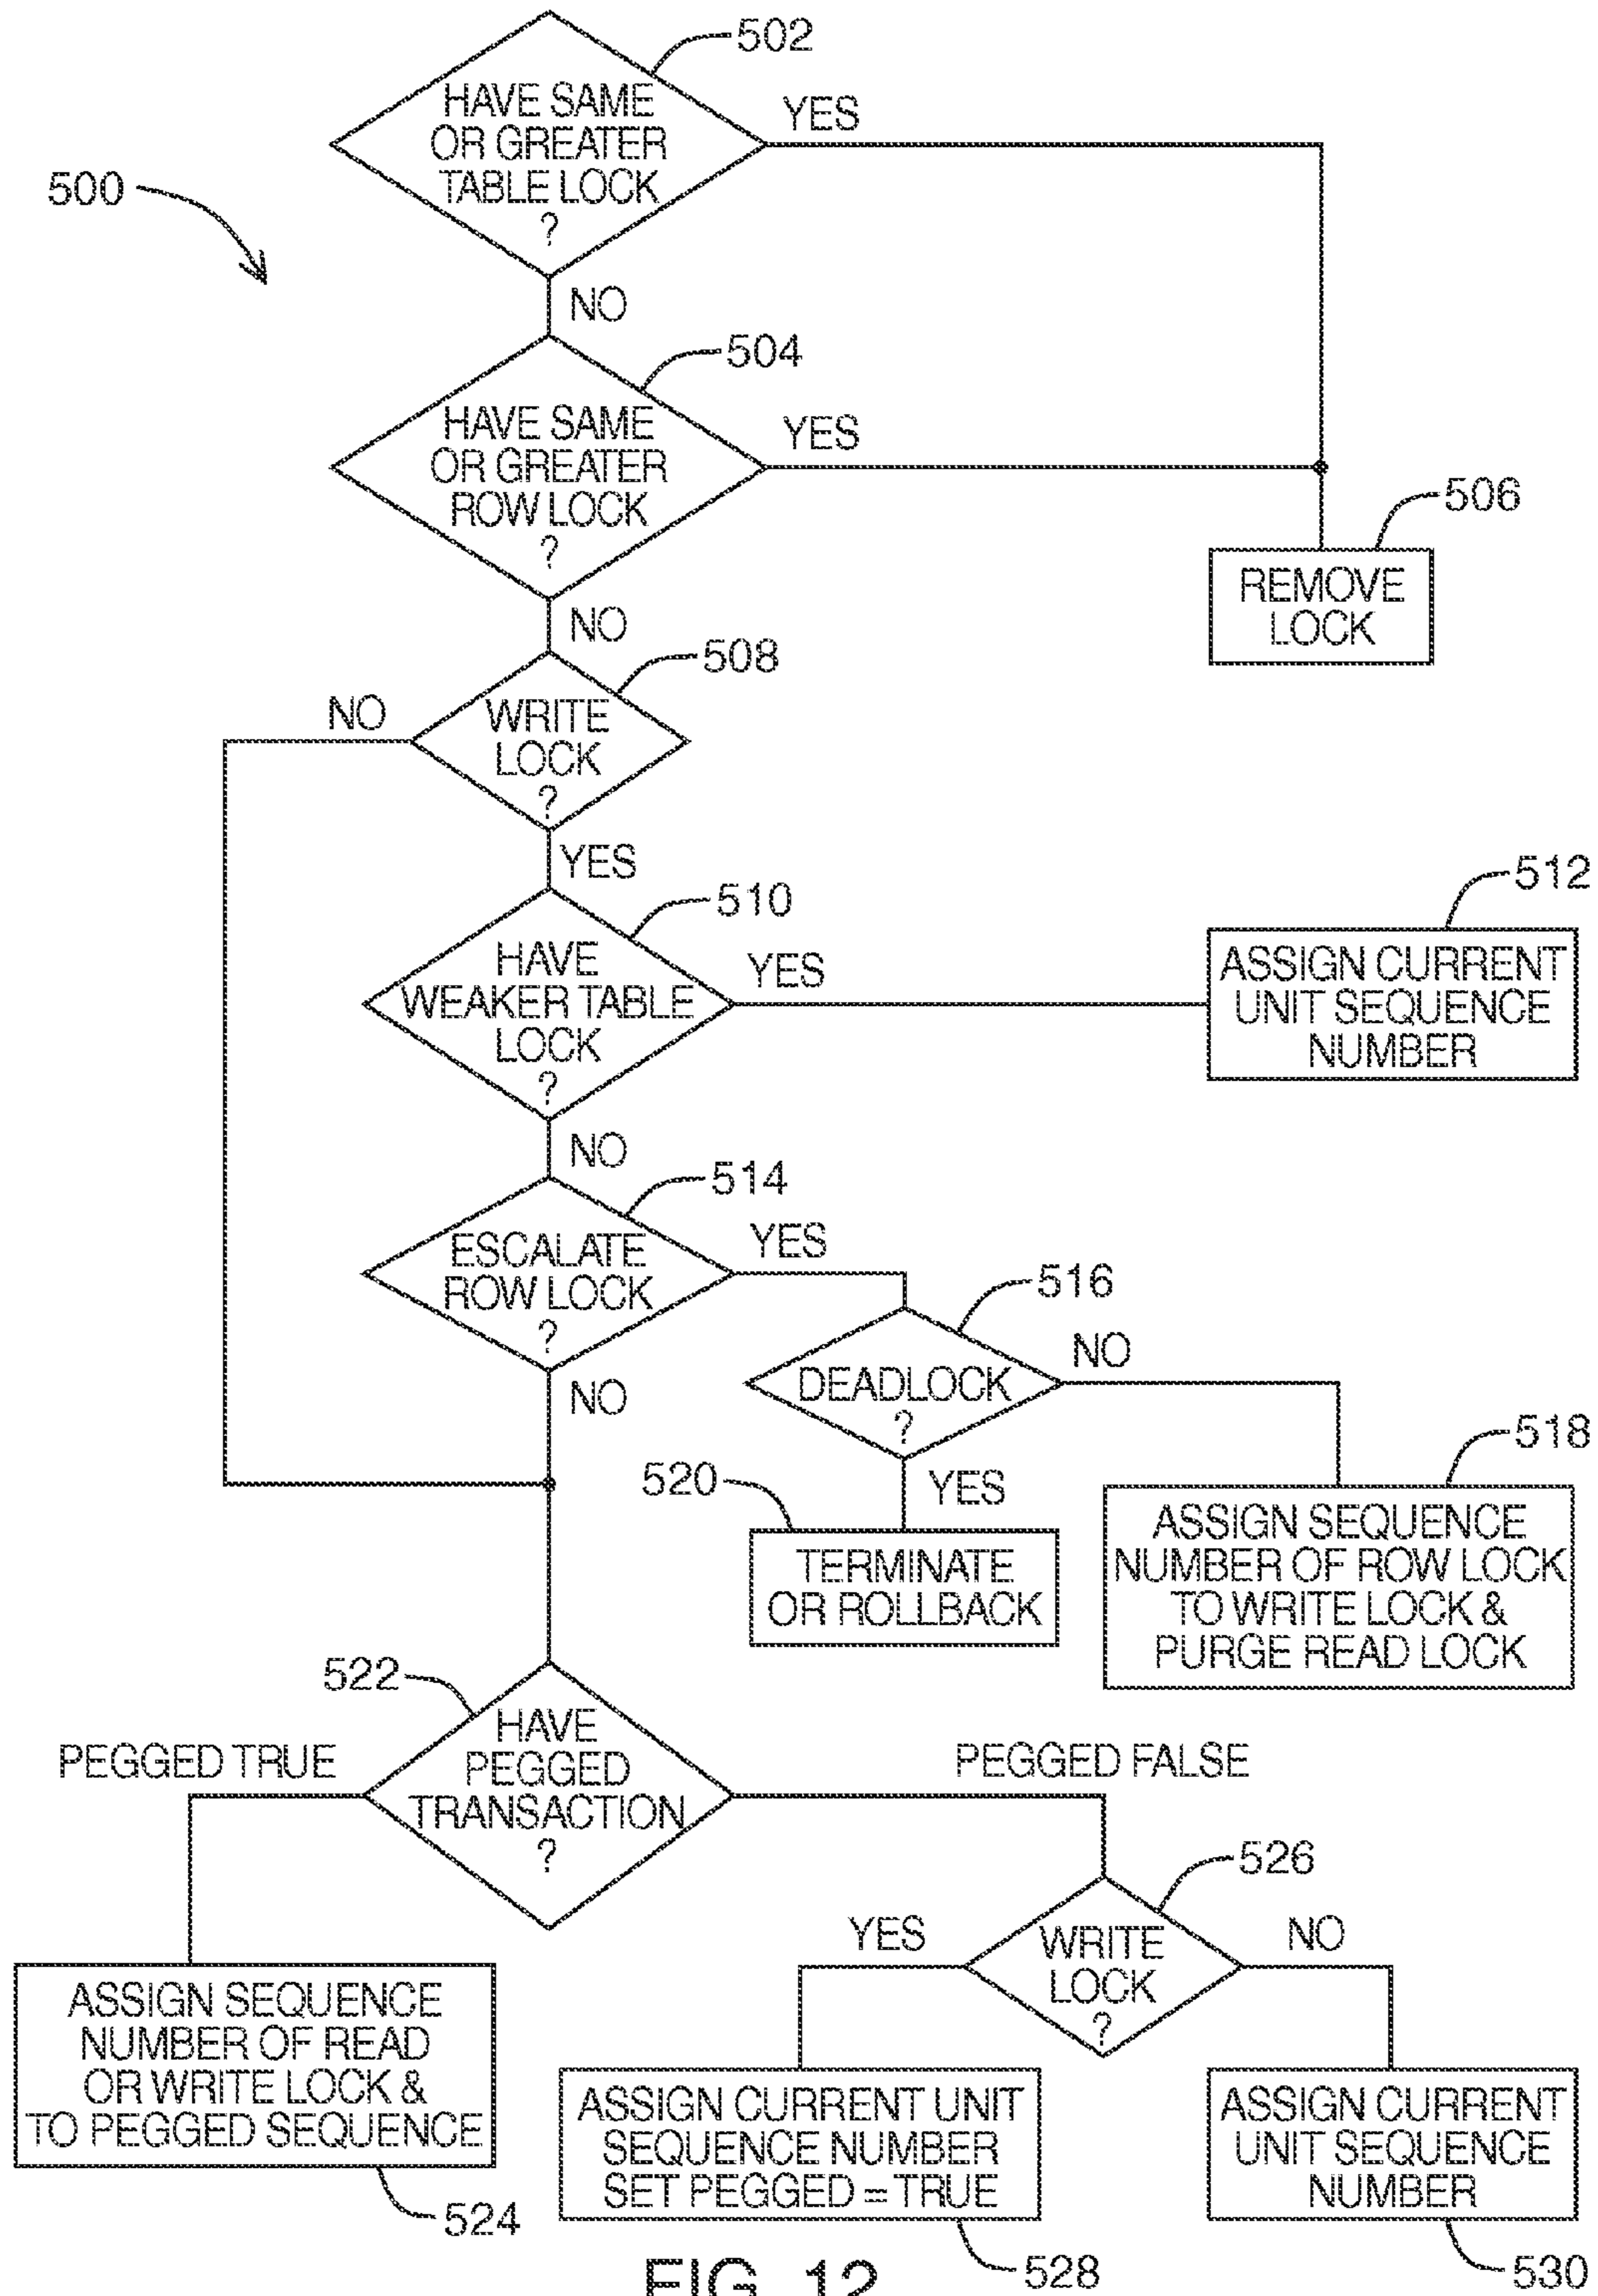 502
HAVE SAME
OR GREATER
TABLE LOCK
?
YES
500
NO
504
HAVE SAME
OR GREATER
ROW LOCK
?
YES
506
REMOVE
LOCK
NO
508
NO
WRITE
LOCK
?
YES
510
HAVE
WEAKER TABLE
LOCK
?
YES
512
ASSIGN CURRENT
UNIT SEQUENCE
NUMBER
NO
514
ESCALATE
ROW LOCK
?
YES
516
DEADLOCK
?
NO
NO
518
ASSIGN SEQUENCE
NUMBER OF ROW LOCK
TO WRITE LOCK &
PURGE READ LOCK
520
YES
TERMINATE
OR ROLLBACK
522
HAVE
PEGGED
TRANSACTION
?
PEGGED TRUE
PEGGED FALSE
526
WRITE
LOCK
?
YES
NO
ASSIGN SEQUENCE
NUMBER OF READ
OR WRITE LOCK &
TO PEGGED SEQUENCE
524
ASSIGN CURRENT UNIT
SEQUENCE NUMBER
SET PEGGED = TRUE
528
ASSIGN CURRENT
UNIT SEQUENCE
NUMBER
530
FIG. 12